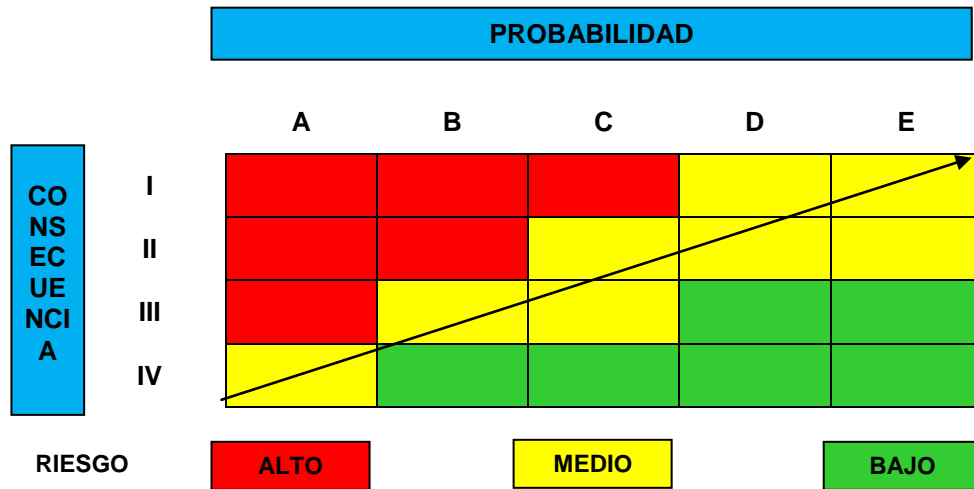 PROBABILIDAD
A B C D E
CO
NS
EC
UE
NCI
A
I
II
III
IV
RIESGO ALTO MEDIO BAJO